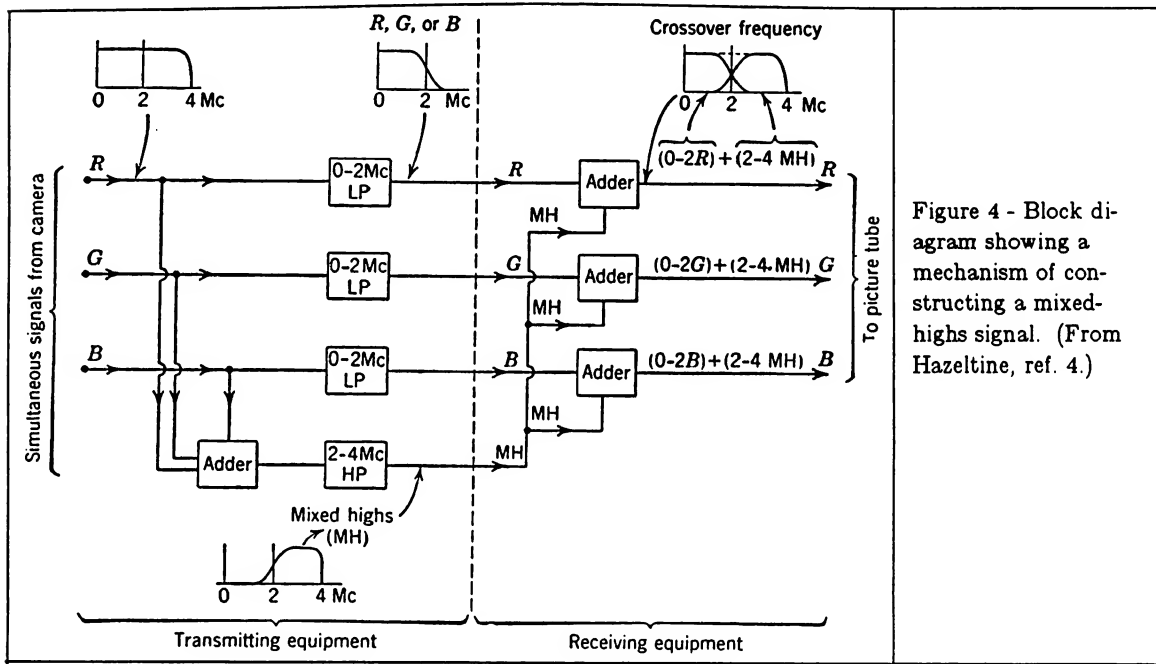 R, G, or B
Crossover frequency
0 2 4 Mc
0 2 Mc
0 2 4 Mc
(0–2R) + (2–4 MH)
Simultaneous signals from camera
R
0–2Mc
LP
R
Adder
R
MH
G
0–2Mc
LP
G
Adder
(0–2G) + (2–4 MH) G
MH
B
0–2Mc
LP
B
Adder
(0–2B) + (2–4 MH) B
MH
Adder
2–4Mc
HP
MH
Mixed highs
(MH)
0 2 4 Mc
To picture tube
Transmitting equipment
Receiving equipment
Figure 4 - Block di-
agram showing a
mechanism of con-
structing a mixed-
highs signal. (From
Hazeltine, ref. 4.)